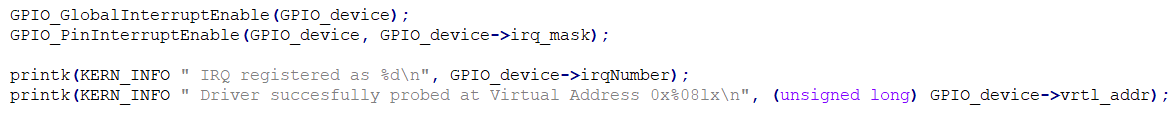 GPIO_GlobalInterruptEnable(GPIO_device);
GPIO_PinInterruptEnable(GPIO_device, GPIO_device->irq_mask);
printk(KERN_INFO " IRQ registered as %d\n", GPIO_device->irqNumber);
printk(KERN_INFO " Driver succesfully probed at Virtual Address 0x%08lx\n", (unsigned long) GPIO_device->vrtl_addr);